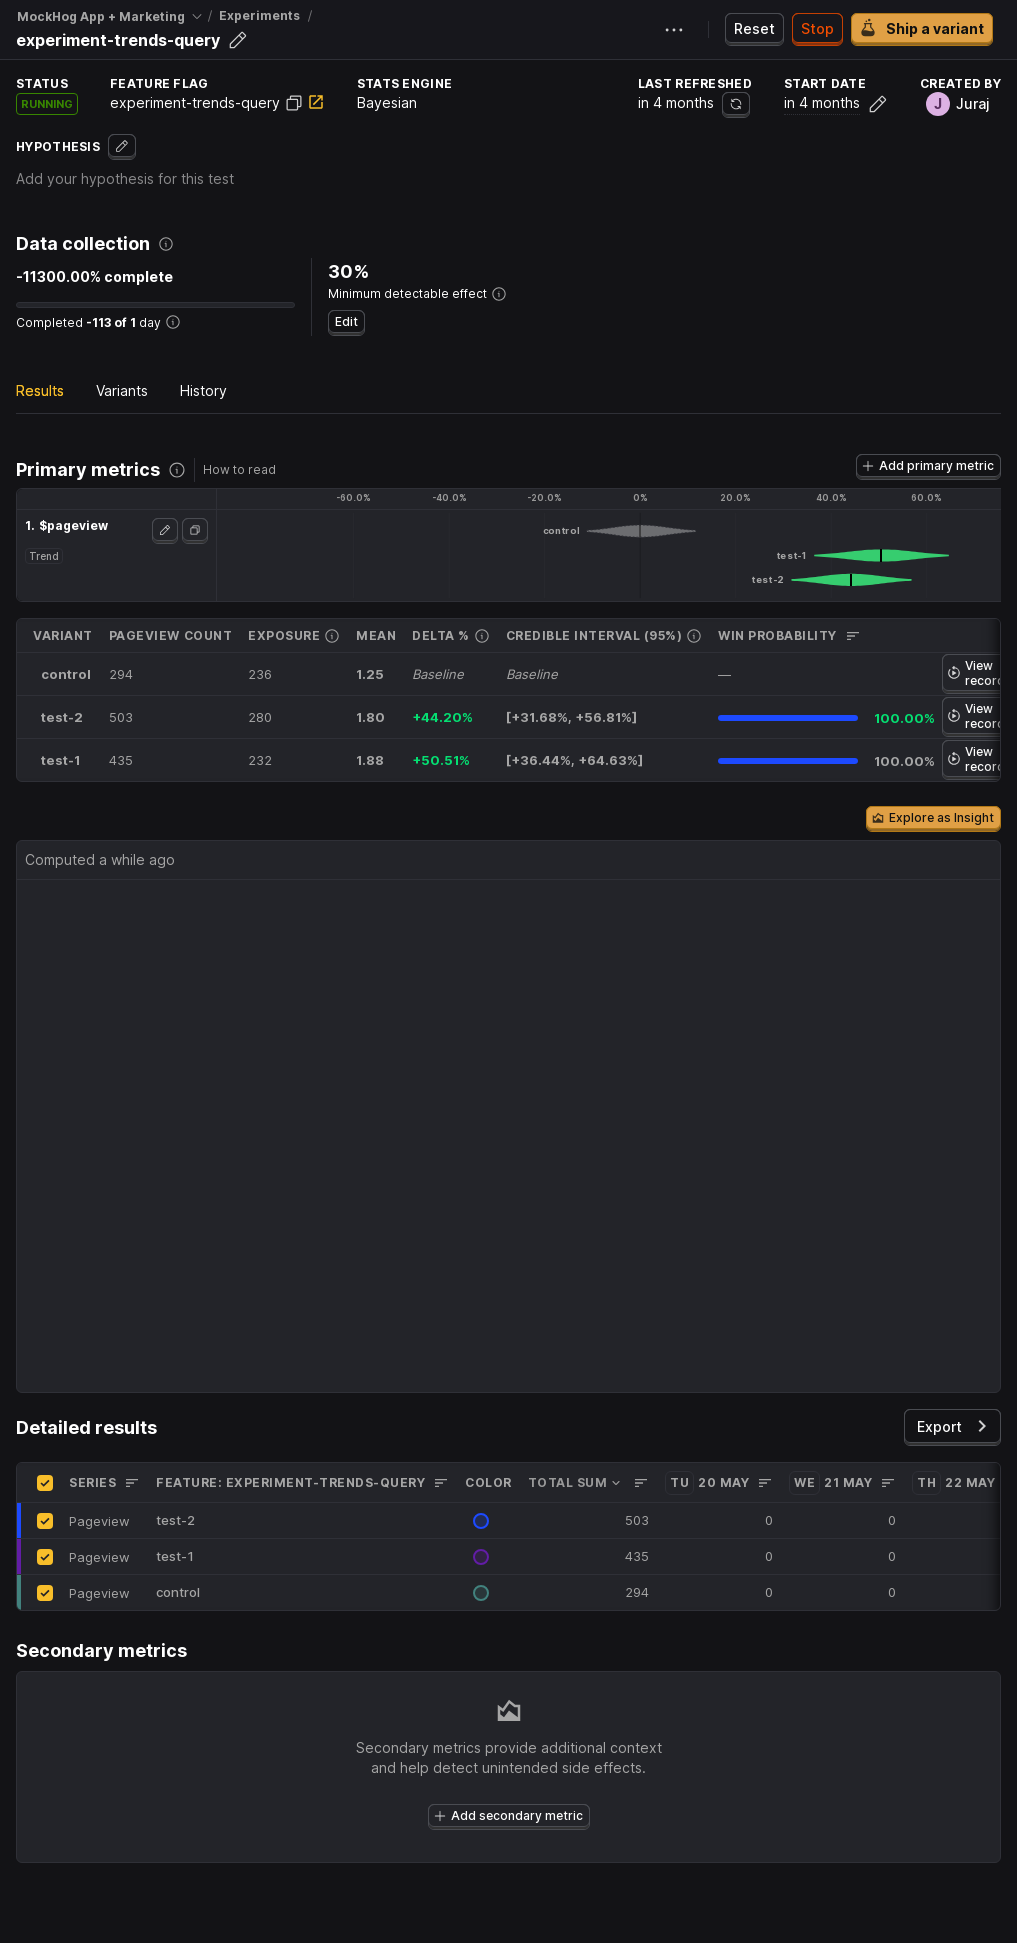 MockHog App + Marketing / Experiments /
experiment-trends-query
Reset Stop Ship a variant
STATUS FEATURE FLAG STATS ENGINE LAST REFRESHED START DATE CREATED BY
RUNNING experiment-trends-query Bayesian in 4 months in 4 months J Juraj
HYPOTHESIS
Add your hypothesis for this test
Data collection
-11300.00% complete
Completed -113 of 1 day
30%
Minimum detectable effect
Edit
Results Variants History
Primary metrics How to read Add primary metric
-60.0% -40.0% -20.0% 0% 20.0% 40.0% 60.0%
1. $pageview
Trend
control
test-1
test-2
VARIANT PAGEVIEW COUNT EXPOSURE MEAN DELTA % CREDIBLE INTERVAL (95%) WIN PROBABILITY
control 294 236 1.25 Baseline Baseline — View
recorc
test-2 503 280 1.80 +44.20% [+31.68%, +56.81%] 100.00% View
recorc
test-1 435 232 1.88 +50.51% [+36.44%, +64.63%] 100.00% View
recorc
Explore as Insight
Computed a while ago
Detailed results Export
SERIES FEATURE: EXPERIMENT-TRENDS-QUERY COLOR TOTAL SUM TU 20 MAY WE 21 MAY TH 22 MAY
Pageview test-2 503 0 0
Pageview test-1 435 0 0
Pageview control 294 0 0
Secondary metrics
Secondary metrics provide additional context
and help detect unintended side effects.
Add secondary metric